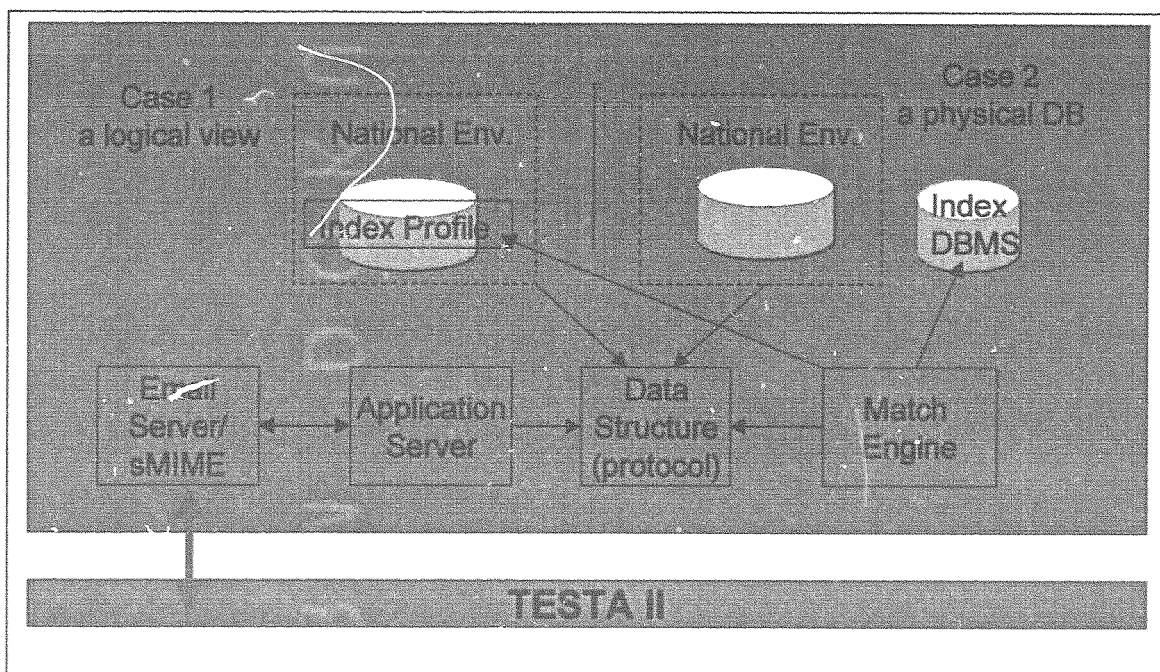 Case 1
a logical view
National Env.
National Env.
Case 2
a physical DB
Index Profile
Index
DBMS
Email
Server/
sMIME
Application
Server
Data
Structure
(protocol)
Match
Engine
TESTA II